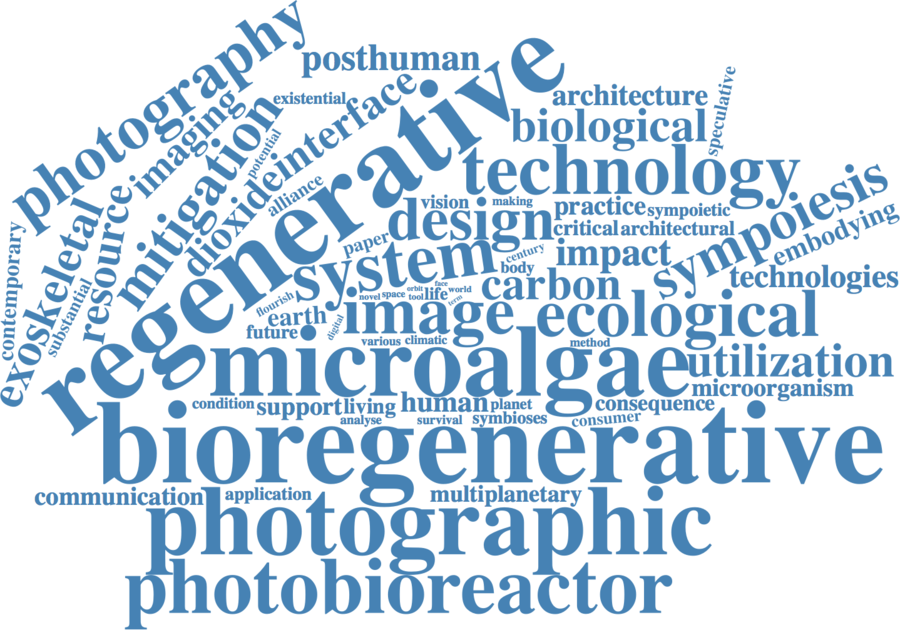 photography
posthuman
regenerative
existential
interface
imaging
mitigation
potential
dioxide
alliance
architecture
speculative
biological
technology
vision
making
design
practice
sympoietic
critical
architectural
sympoiesis
embodying
contemporary
exoskeletal
substantial
resource
paper
system
century
body
impact
carbon
technologies
flourish
earth
future
digital
novel
space
orbit
tool
face
life
world
term
image
ecological
various
climatic
method
microalgae
utilization
microorganism
condition
support
living
human
planet
consequence
analyse
survival
symbioses
consumer
bioregenerative
communication
application
multiplanetary
photographic
photobioreactor